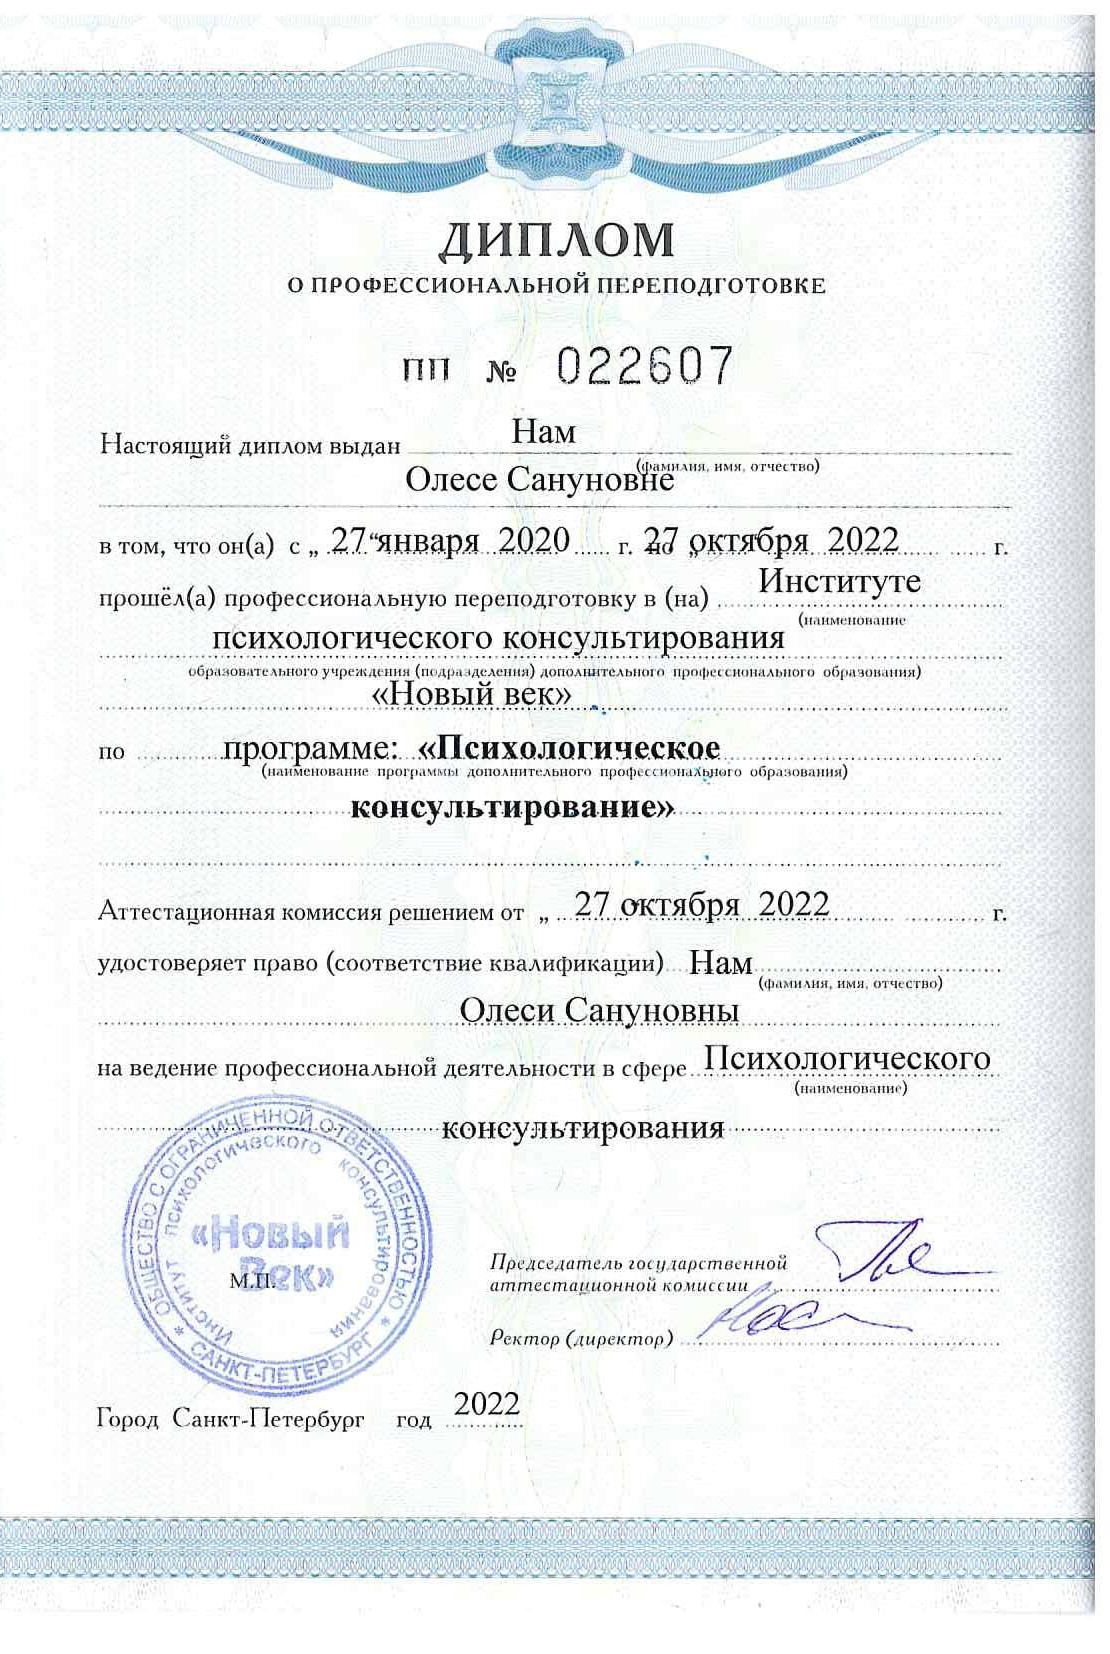 ДИПЛОМ
О ПРОФЕССИОНАЛЬНОЙ ПЕРЕПОДГОТОВКЕ
ПП № 022607
Настоящий диплом выдан Нам
(фамилия, имя, отчество)
Олесе Сануновне
в том, что он(а) с „ 27 “ января 2020 г. по „ 27 октября 2022 г.
прошёл(а) профессиональную переподготовку в (на) Институте
(наименование
психологического консультирования
образовательного учреждения (подразделения) дополнительного профессионального образования)
«Новый век»
по программе: «Психологическое
(наименование программы дополнительного профессионального образования)
консультирование»
Аттестационная комиссия решением от „ 27 октября 2022 г.
удостоверяет право (соответствие квалификации) Нам
(фамилия, имя, отчество)
Олеси Сануновны
на ведение профессиональной деятельности в сфере Психологического
(наименование)
консультирования
ОБЩЕСТВО С ОГРАНИЧЕННОЙ ОТВЕТСТВЕННОСТЬЮ * САНКТ-ПЕТЕРБУРГ *
Институт психологического консультирования
«Новый
Век»
М.П.
Председатель государственной
аттестационной комиссии
Ректор (директор)
Город Санкт-Петербург год 2022